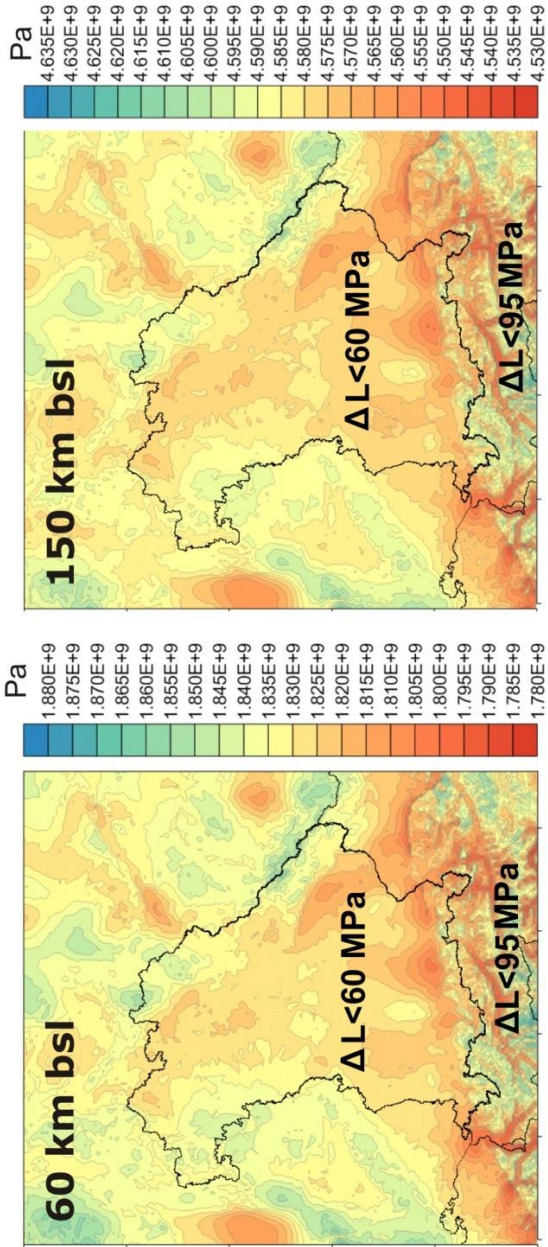 60 km bsl
ΔL<60 MPa
ΔL<95 MPa
Pa
1.880E+9
1.875E+9
1.870E+9
1.865E+9
1.860E+9
1.855E+9
1.850E+9
1.845E+9
1.840E+9
1.835E+9
1.830E+9
1.825E+9
1.820E+9
1.815E+9
1.810E+9
1.805E+9
1.800E+9
1.795E+9
1.790E+9
1.785E+9
1.780E+9
150 km bsl
ΔL<60 MPa
ΔL<95 MPa
Pa
4.635E+9
4.630E+9
4.625E+9
4.620E+9
4.615E+9
4.610E+9
4.605E+9
4.600E+9
4.595E+9
4.590E+9
4.585E+9
4.580E+9
4.575E+9
4.570E+9
4.565E+9
4.560E+9
4.555E+9
4.550E+9
4.545E+9
4.540E+9
4.535E+9
4.530E+9